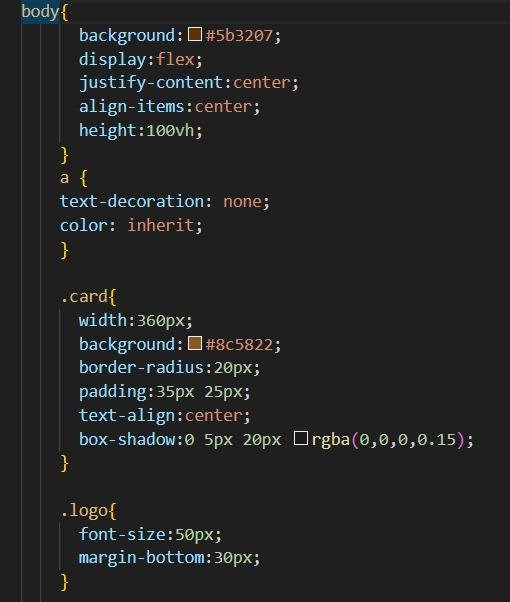 body{
background:#5b3207;
display:flex;
justify-content:center;
align-items:center;
height:100vh;
}
a {
text-decoration: none;
color: inherit;
}
.card{
width:360px;
background:#8c5822;
border-radius:20px;
padding:35px 25px;
text-align:center;
box-shadow:0 5px 20px rgba(0,0,0,0.15);
}
.logo{
font-size:50px;
margin-bottom:30px;
}